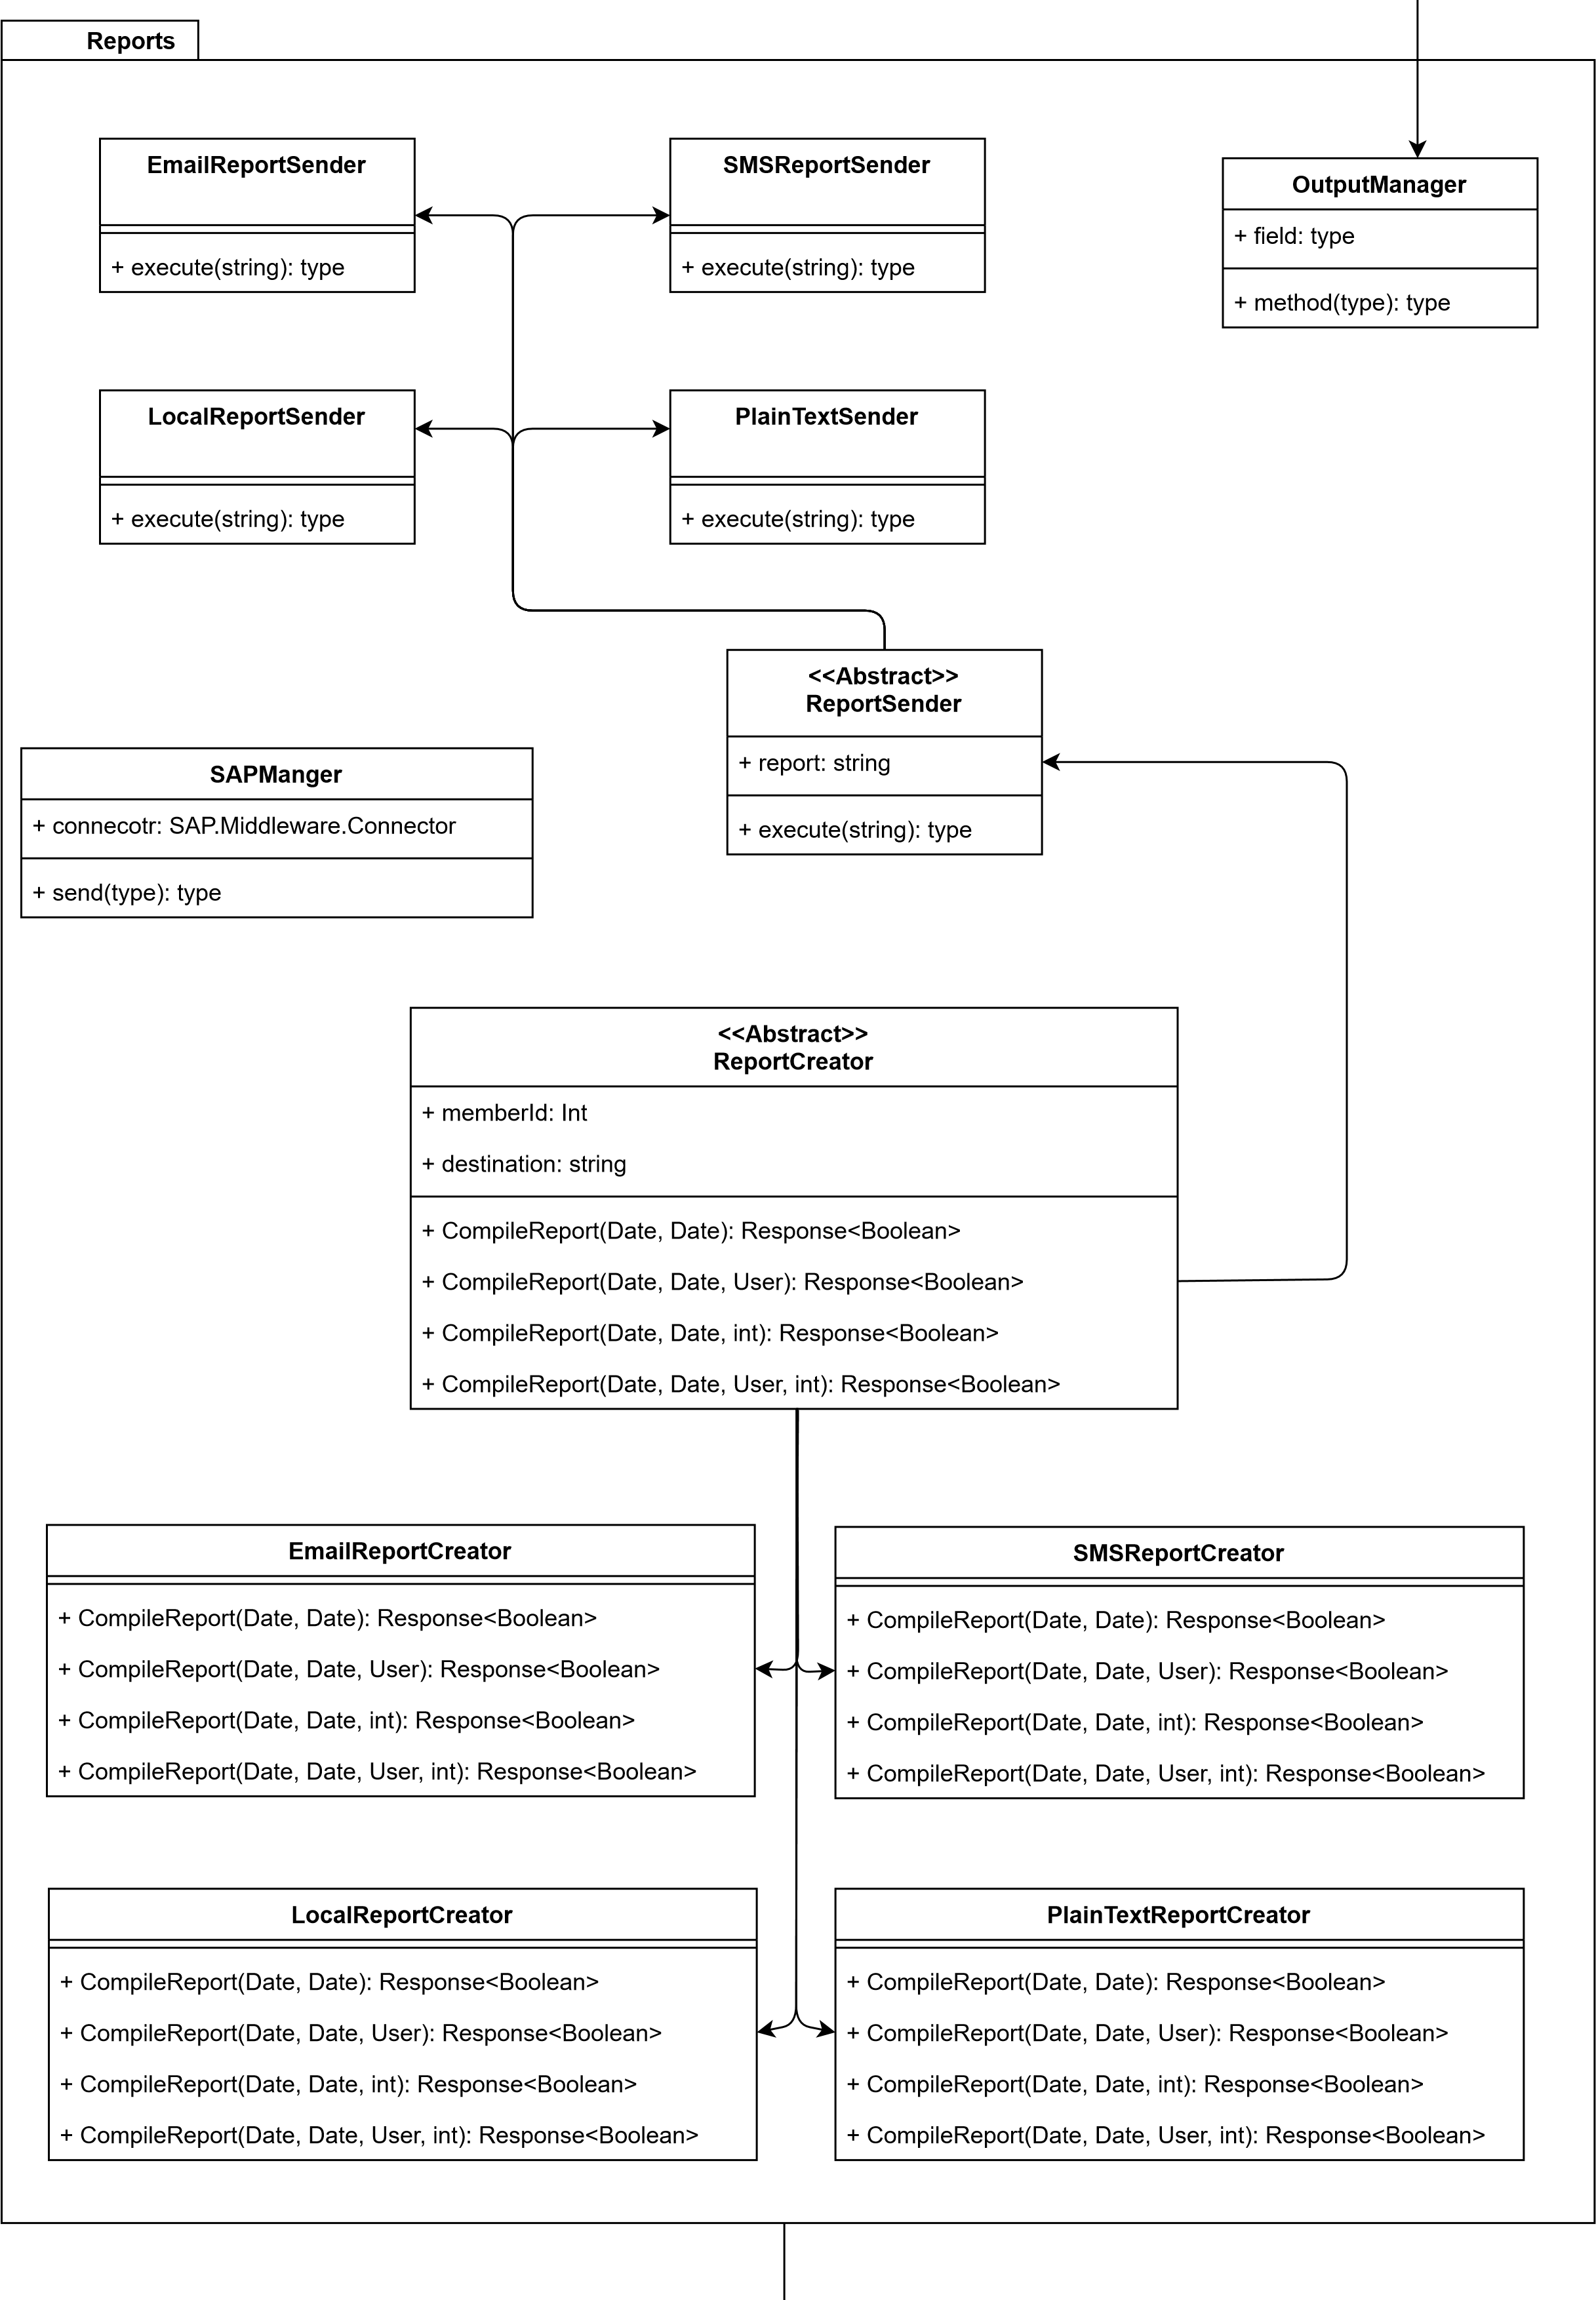 Reports
EmailReportSender
+ execute(string): type
SMSReportSender
+ execute(string): type
OutputManager
+ field: type
+ method(type): type
LocalReportSender
+ execute(string): type
PlainTextSender
+ execute(string): type
<<Abstract>>
ReportSender
+ report: string
+ execute(string): type
SAPManger
+ connecotr: SAP.Middleware.Connector
+ send(type): type
<<Abstract>>
ReportCreator
+ memberId: Int
+ destination: string
+ CompileReport(Date, Date): Response<Boolean>
+ CompileReport(Date, Date, User): Response<Boolean>
+ CompileReport(Date, Date, int): Response<Boolean>
+ CompileReport(Date, Date, User, int): Response<Boolean>
EmailReportCreator
+ CompileReport(Date, Date): Response<Boolean>
+ CompileReport(Date, Date, User): Response<Boolean>
+ CompileReport(Date, Date, int): Response<Boolean>
+ CompileReport(Date, Date, User, int): Response<Boolean>
SMSReportCreator
+ CompileReport(Date, Date): Response<Boolean>
+ CompileReport(Date, Date, User): Response<Boolean>
+ CompileReport(Date, Date, int): Response<Boolean>
+ CompileReport(Date, Date, User, int): Response<Boolean>
LocalReportCreator
+ CompileReport(Date, Date): Response<Boolean>
+ CompileReport(Date, Date, User): Response<Boolean>
+ CompileReport(Date, Date, int): Response<Boolean>
+ CompileReport(Date, Date, User, int): Response<Boolean>
PlainTextReportCreator
+ CompileReport(Date, Date): Response<Boolean>
+ CompileReport(Date, Date, User): Response<Boolean>
+ CompileReport(Date, Date, int): Response<Boolean>
+ CompileReport(Date, Date, User, int): Response<Boolean>